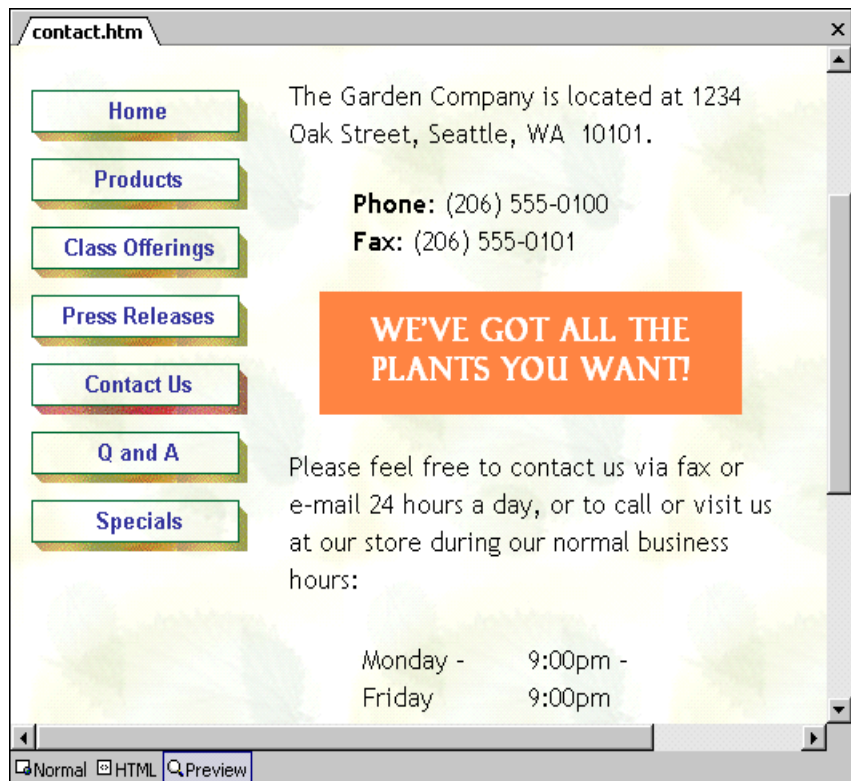 contact.htm
Home
Products
Class Offerings
Press Releases
Contact Us
Q and A
Specials
The Garden Company is located at 1234
Oak Street, Seattle, WA  10101.
Phone: (206) 555-0100
Fax: (206) 555-0101
WE'VE GOT ALL THE
PLANTS YOU WANT!
Please feel free to contact us via fax or
e-mail 24 hours a day, or to call or visit us
at our store during our normal business
hours:
Monday - 9:00pm -
Friday 9:00pm
Normal HTML Preview